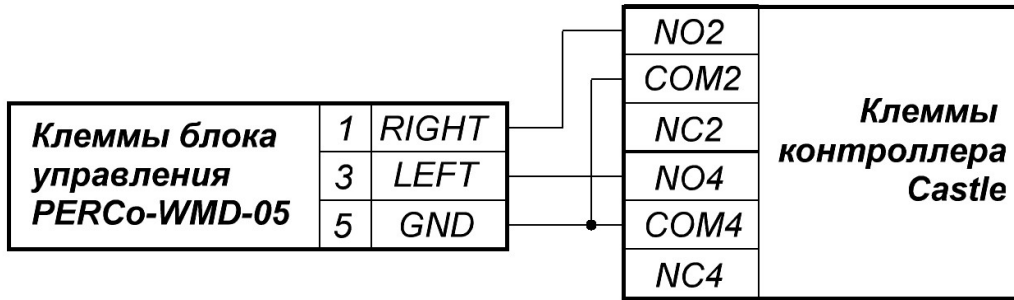 Клеммы блока
управления
PERCo-WMD-05
1 RIGHT
3 LEFT
5 GND
NO2
COM2
NC2
NO4
COM4
NC4
Клеммы
контроллера
Castle